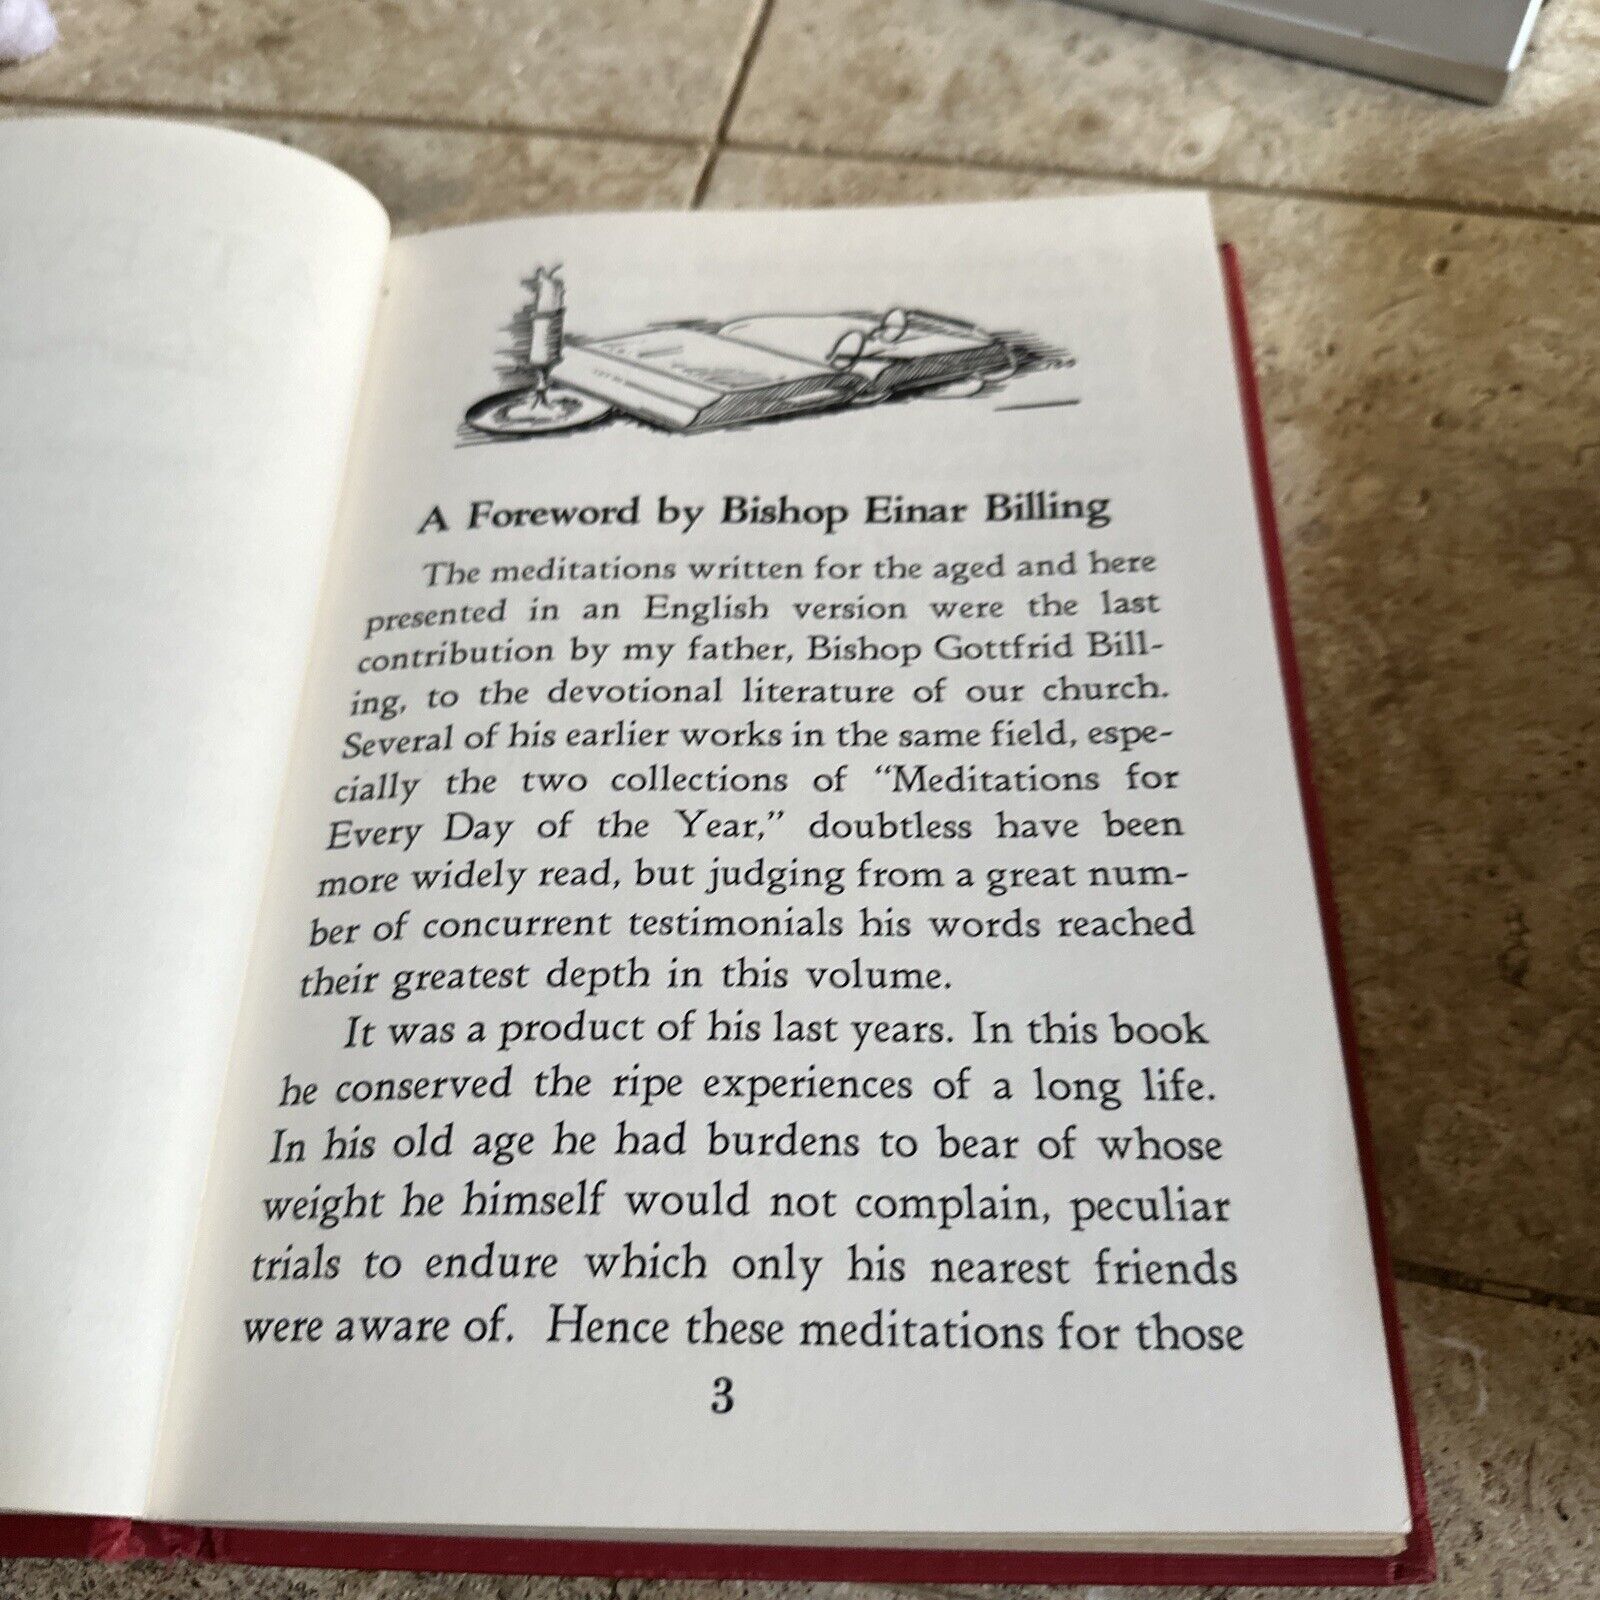 A Foreword by Bishop Einar Billing
The meditations written for the aged and here
presented in an English version were the last
contribution by my father, Bishop Gottfrid Bill-
ing, to the devotional literature of our church.
Several of his earlier works in the same field, espe-
cially the two collections of “Meditations for
Every Day of the Year,” doubtless have been
more widely read, but judging from a great num-
ber of concurrent testimonials his words reached
their greatest depth in this volume.
It was a product of his last years. In this book
he conserved the ripe experiences of a long life.
In his old age he had burdens to bear of whose
weight he himself would not complain, peculiar
trials to endure which only his nearest friends
were aware of. Hence these meditations for those
3